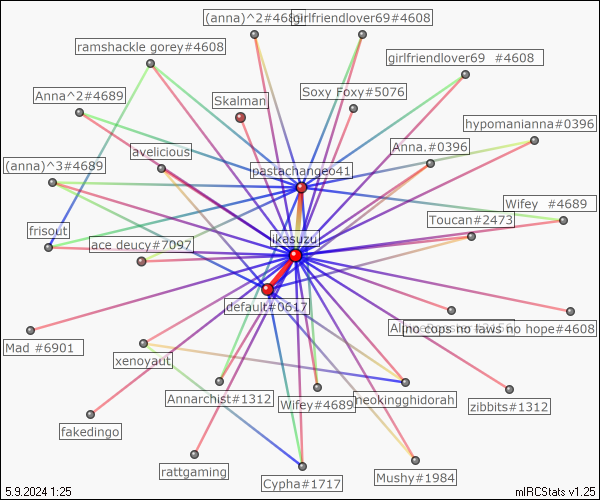 (anna)^2#4689
girlfriendlover69#4608
ramshackle gorey#4608
girlfriendlover69 #4608
Anna^2#4689
Skalman
Soxy Foxy#5076
hypomanianna#0396
avelicious
Anna.#0396
(anna)^3#4689
pastachangeo41
Wifey #4689
Toucan#2473
frisout
ace deucy#7097
ikasuzu
default#0617
no cops no laws no hope#4608
Mad #6901
xenoyaut
Annarchist#1312
Wifey#4689
neokingghidorah
zibbits#1312
fakedingo
rattgaming
Cypha#1717
Mushy#1984
5.9.2024 1:25
mIRCStats v1.25